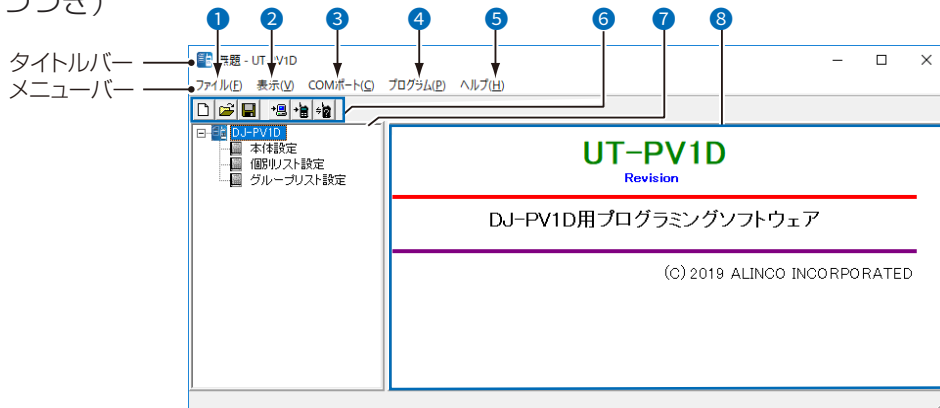 つづき）
1 2 3 4 5 6 7 8
タイトルバー
無題 - UT-PV1D
メニューバー
ファイル(F) 表示(V) COMポート(C) プログラム(P) ヘルプ(H)
DJ-PV1D
本体設定
個別リスト設定
グループリスト設定
UT-PV1D
Revision
DJ-PV1D用プログラミングソフトウェア
(C) 2019 ALINCO INCORPORATED